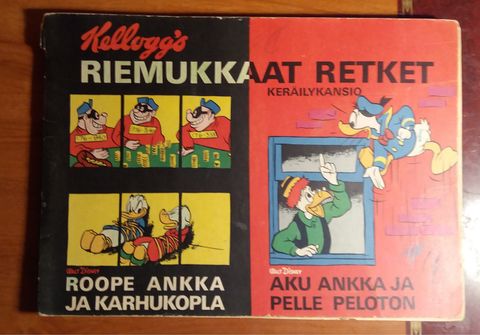 Kellogg's
RIEMUKKAAT RETKET
KERÄILYKANSIO
WALT DISNEY
ROOPE ANKKA
JA KARHUKOPLA
WALT DISNEY
AKU ANKKA JA
PELLE PELOTON